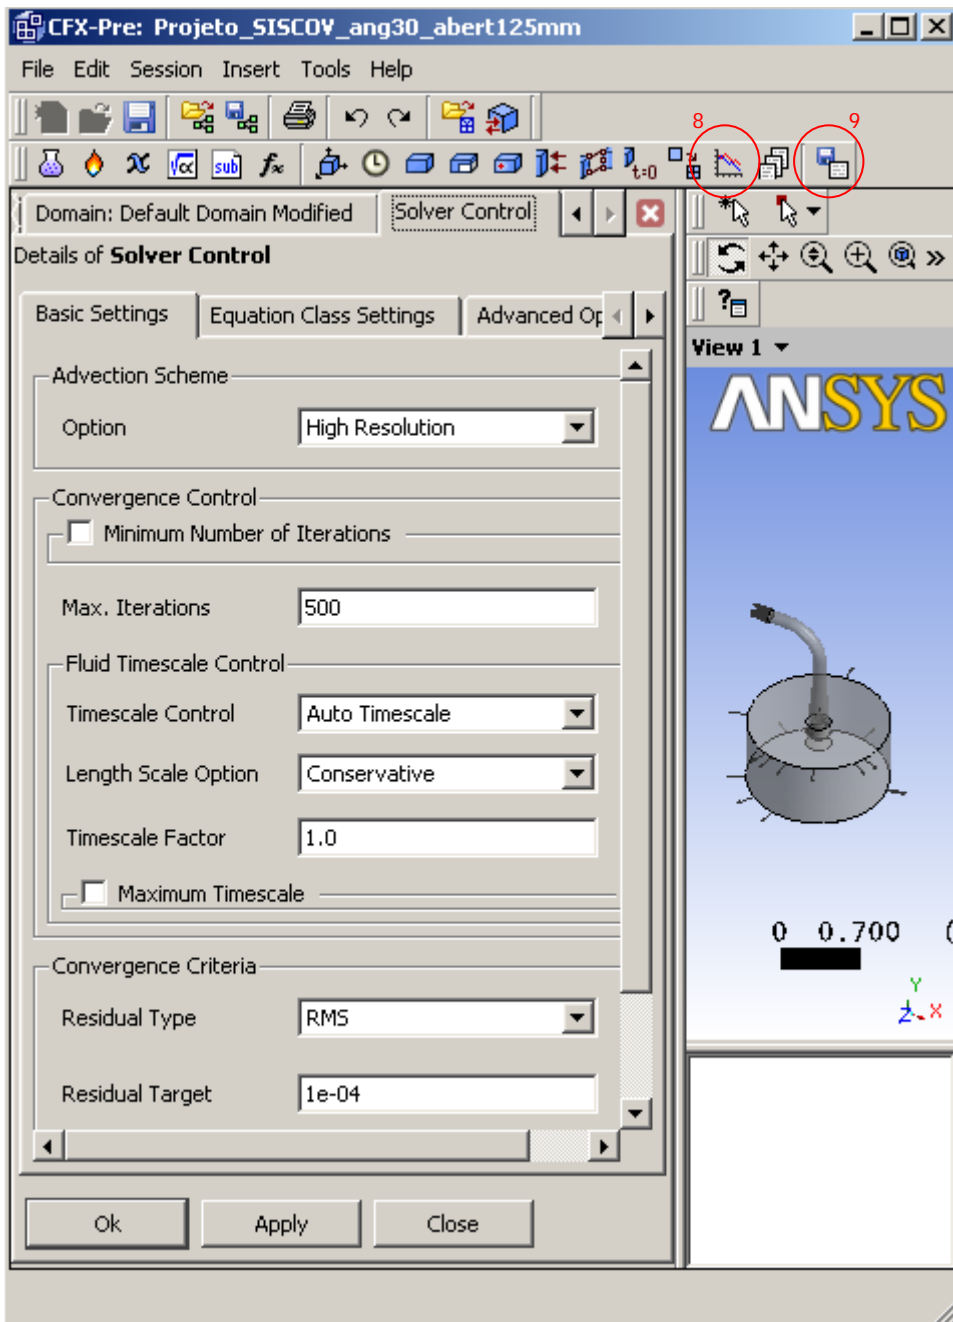 CFX-Pre: Projeto_SISCOV_ang30_abert125mm
File Edit Session Insert Tools Help
8 9
x √α sub fx t=0
Domain: Default Domain Modified Solver Control
Details of Solver Control
Basic Settings Equation Class Settings Advanced Op
View 1
ANSYS
Advection Scheme
Option High Resolution
Convergence Control
Minimum Number of Iterations
Max. Iterations 500
Fluid Timescale Control
Timescale Control Auto Timescale
Length Scale Option Conservative
Timescale Factor 1.0
Maximum Timescale
0 0.700 (
Convergence Criteria
Y
Z X
Residual Type RMS
Residual Target 1e-04
Ok Apply Close